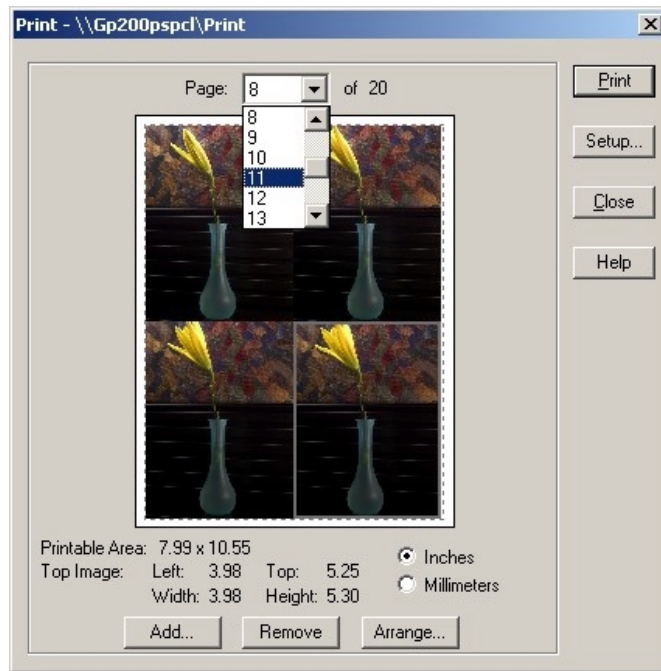 Print - \\Gp200pspcl\Print
Page: 8 of 20
8
9
10
11
12
13
Print
Setup...
Close
Help
Printable Area: 7.99 x 10.55
Top Image: Left: 3.98 Top: 5.25
Width: 3.98 Height: 5.30
Inches
Millimeters
Add... Remove Arrange...